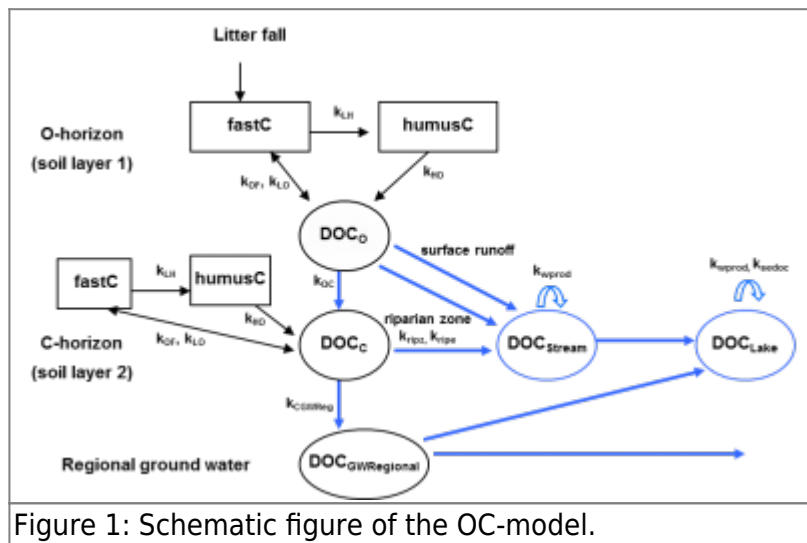 Litter fall
O-horizon
(soil layer 1)
fastC
kLH
humusC
kDF, kLD
kHD
DOCO
surface runoff
kOC
kwprod
kwprod, ksedoc
fastC
kLH
humusC
kHD
kDF, kLD
C-horizon
(soil layer 2)
DOCC
riparian zone
kripz, kripe
DOCStream
DOCLake
kCGWReg
Regional ground water
DOCGWRegional
Figure 1: Schematic figure of the OC-model.